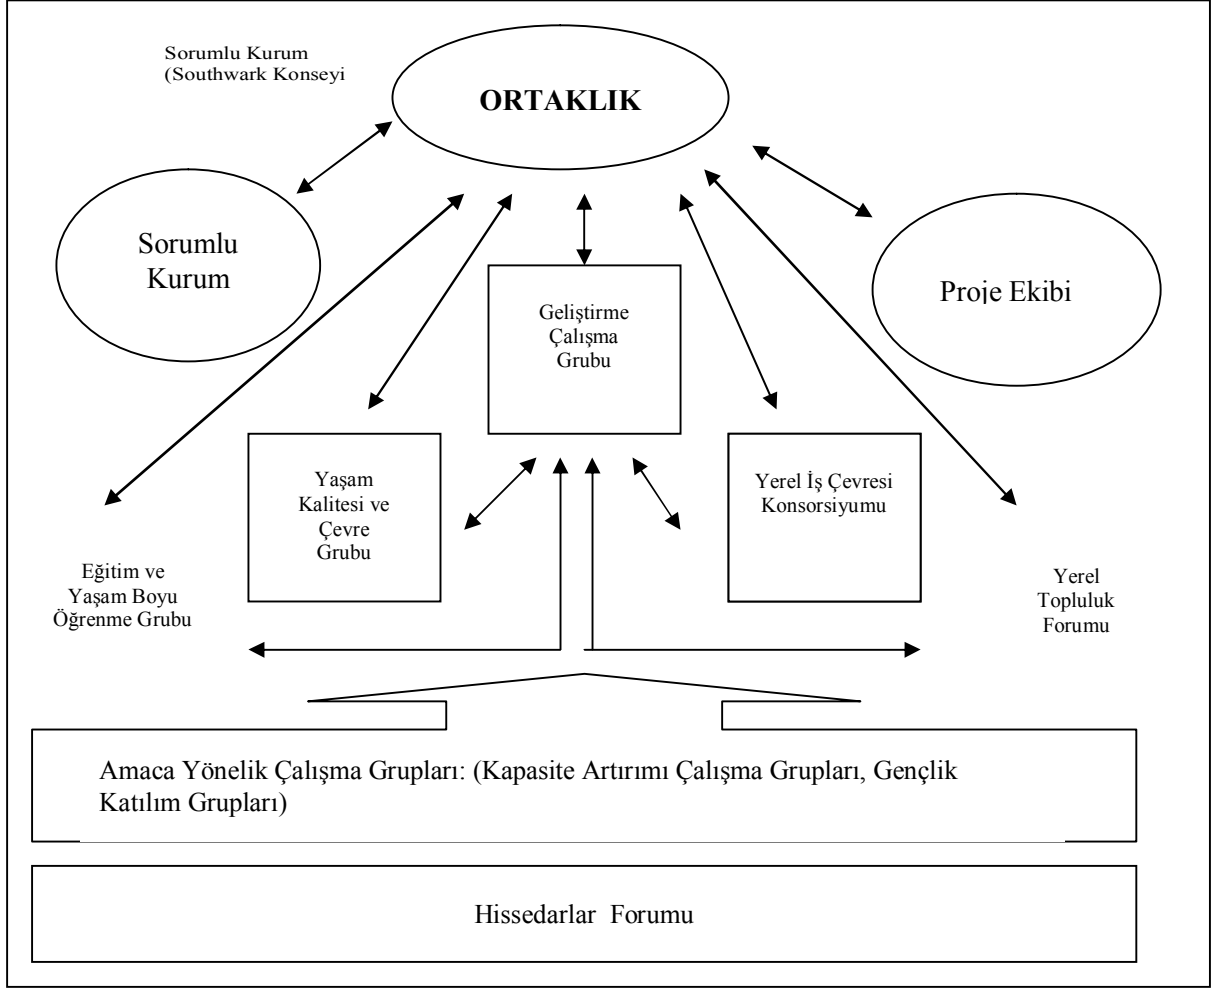 Sorumlu Kurum
(Southwark Konseyi
ORTAKLIK
Sorumlu
Kurum
Proje Ekibi
Geliştirme
Çalışma
Grubu
Yaşam
Kalitesi ve
Çevre
Grubu
Yerel İş Çevresi
Konsorsiyumu
Eğitim ve
Yaşam Boyu
Öğrenme Grubu
Yerel
Topluluk
Forumu
Amaca Yönelik Çalışma Grupları: (Kapasite Artırımı Çalışma Grupları, Gençlik
Katılım Grupları)
Hissedarlar Forumu